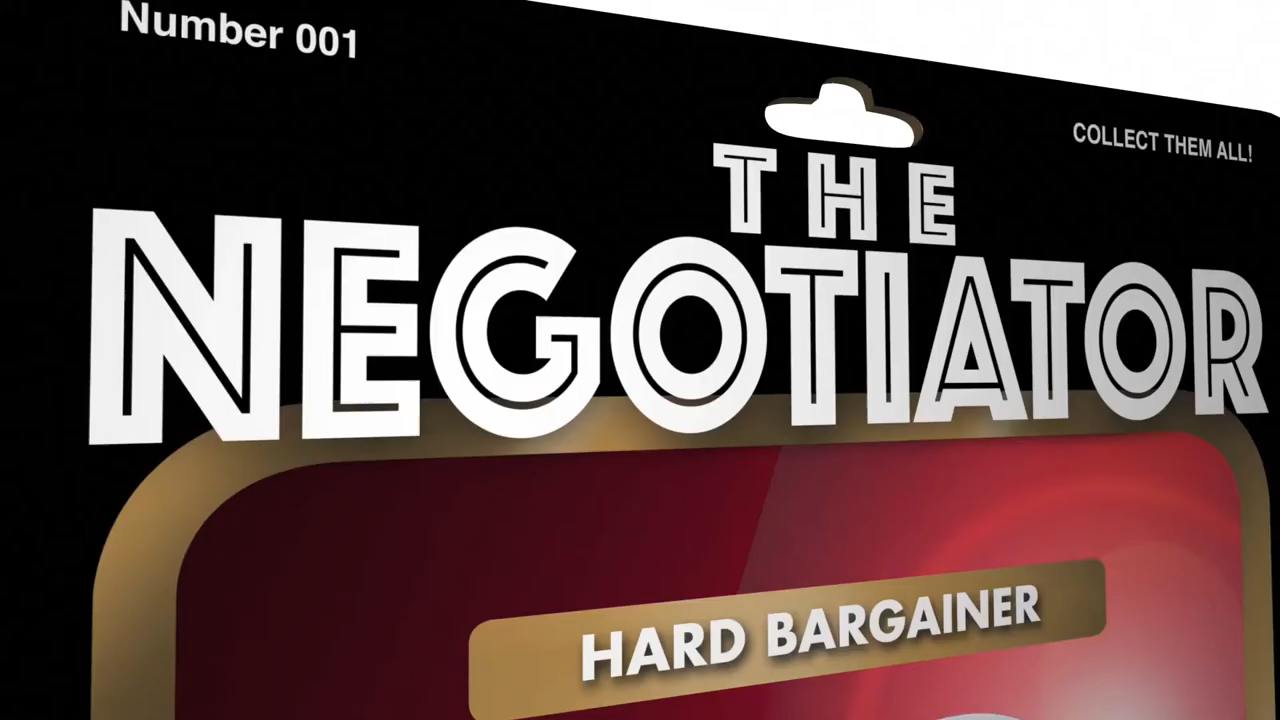 Number 001
COLLECT THEM ALL!
THE
NEGOTIATOR
HARD BARGAINER